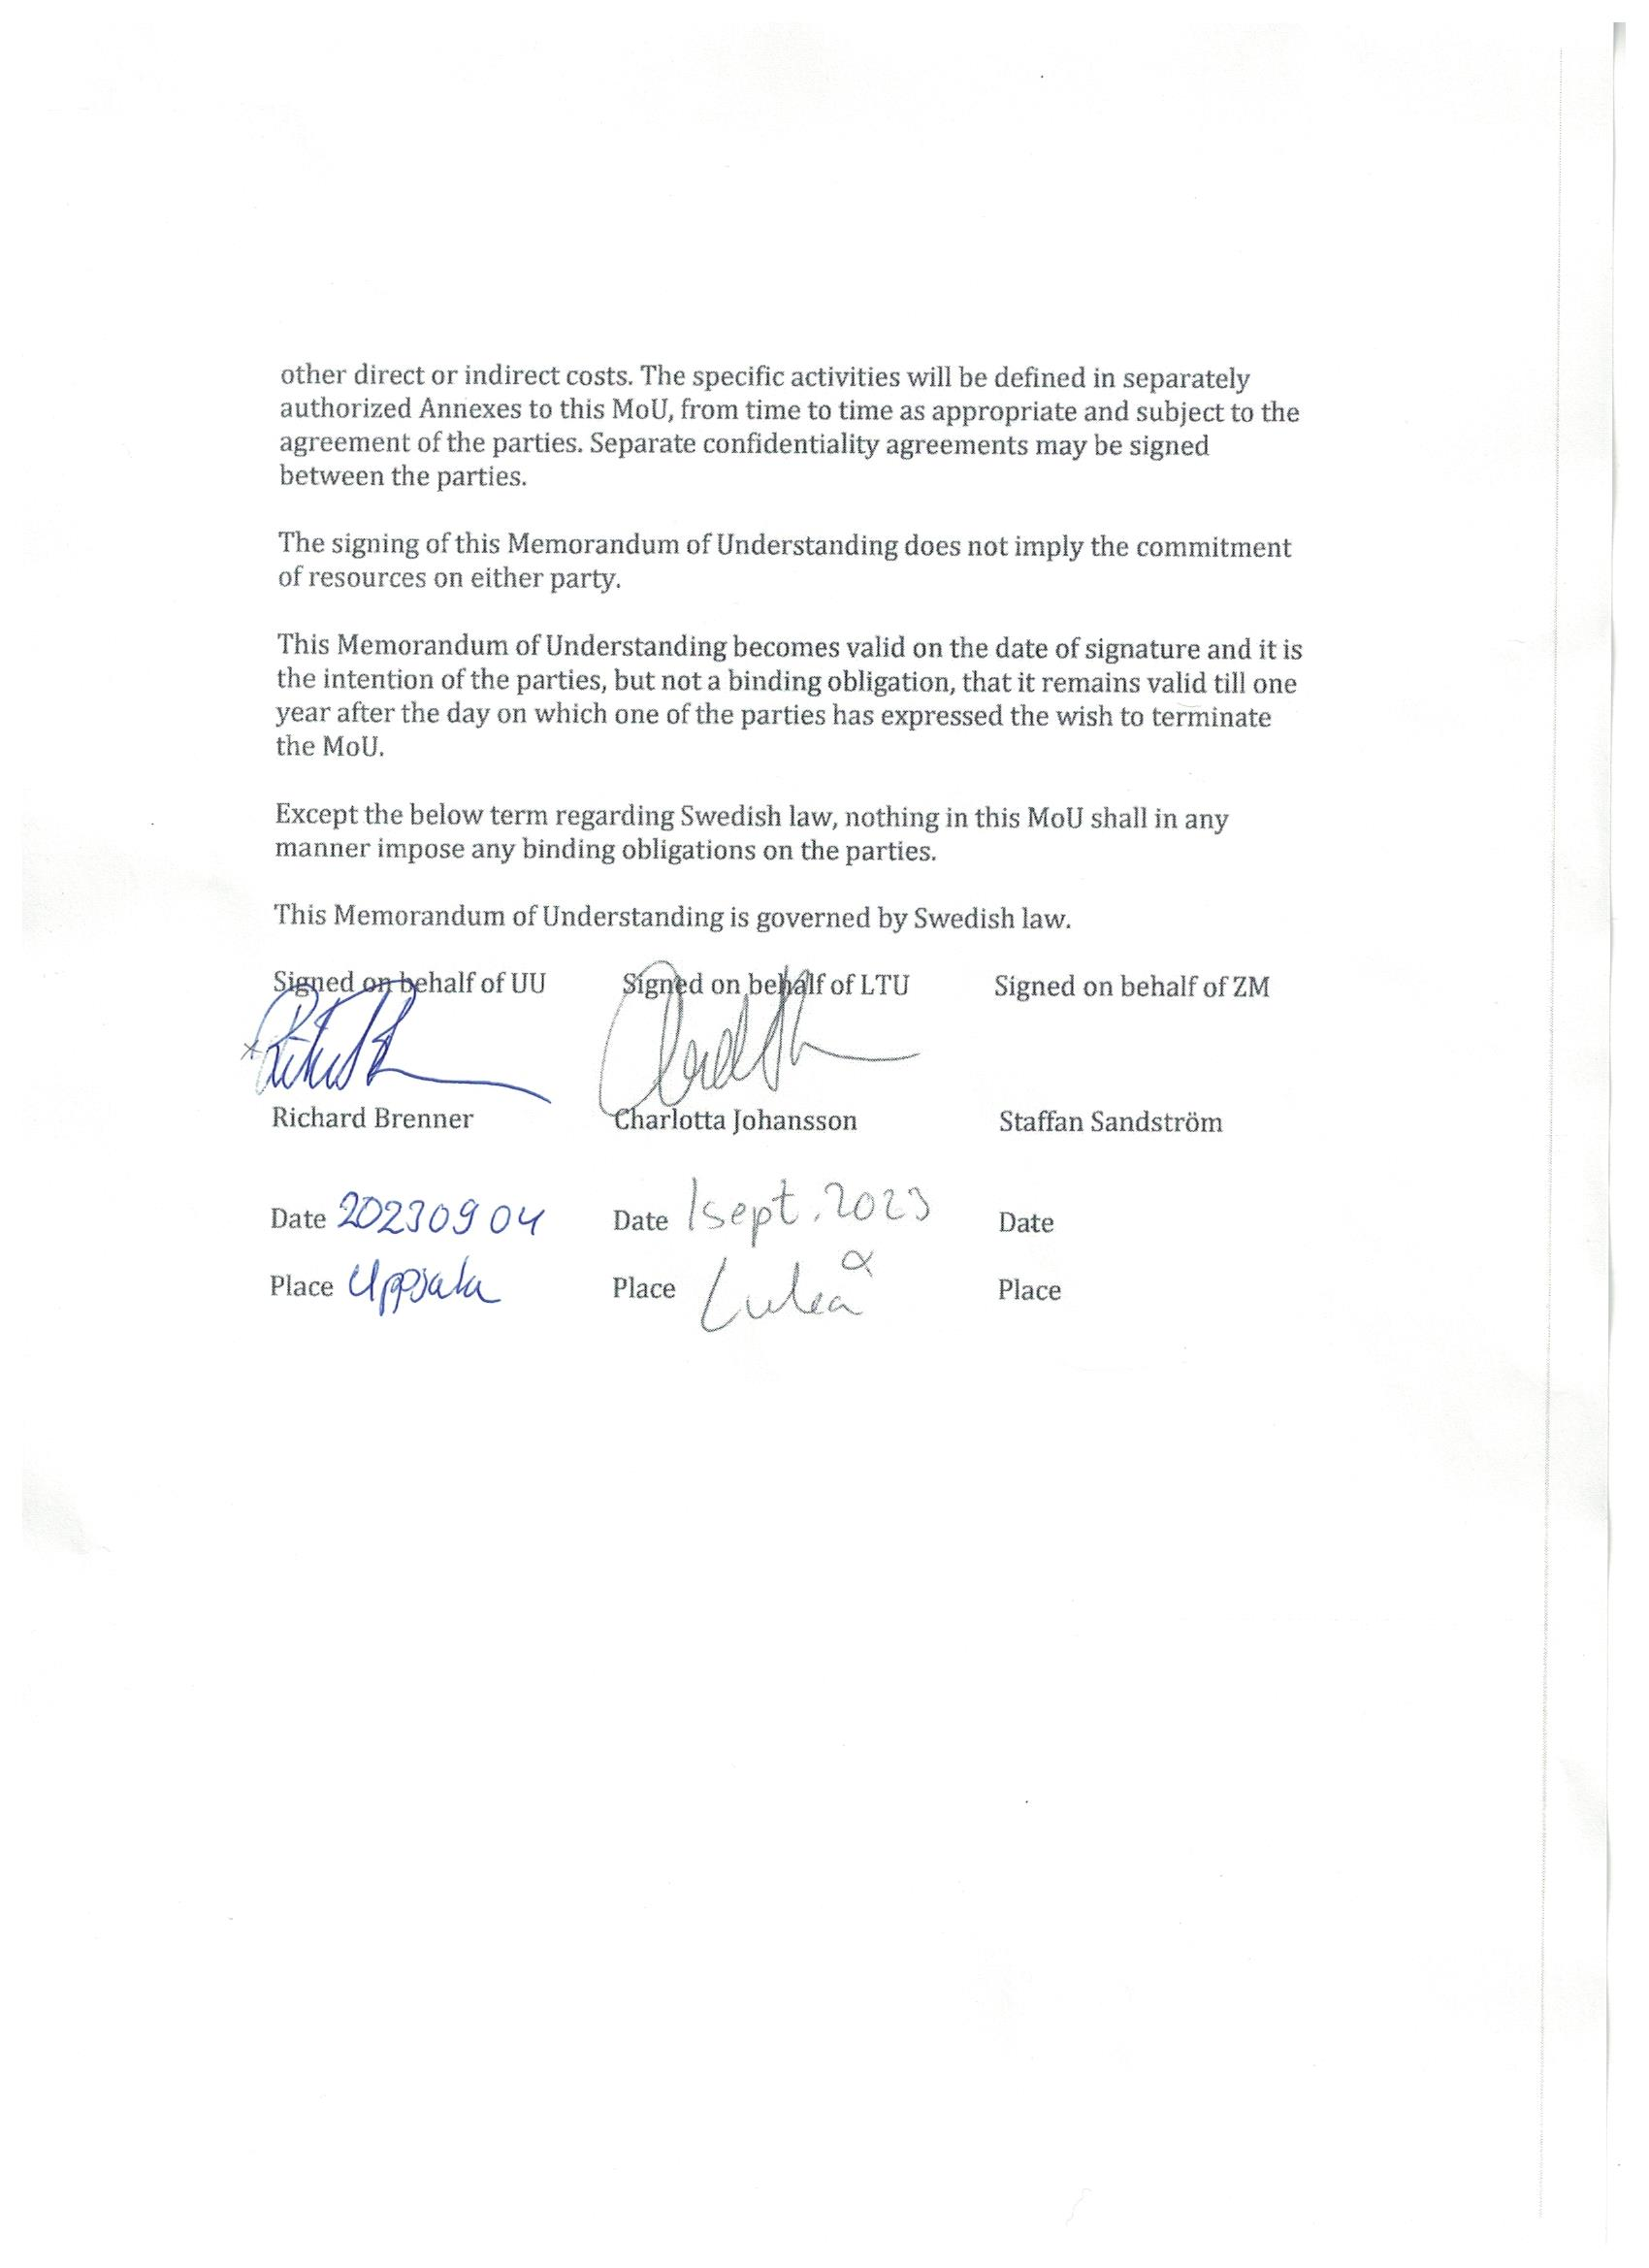 other direct or indirect costs. The specific activities will be defined in separately
authorized Annexes to this MoU, from time to time as appropriate and subject to the
agreement of the parties. Separate confidentiality agreements may be signed
between the parties.
The signing of this Memorandum of Understanding does not imply the commitment
of resources on either party.
This Memorandum of Understanding becomes valid on the date of signature and it is
the intention of the parties, but not a binding obligation, that it remains valid till one
year after the day on which one of the parties has expressed the wish to terminate
the MoU.
Except the below term regarding Swedish law, nothing in this MoU shall in any
manner impose any binding obligations on the parties.
This Memorandum of Understanding is governed by Swedish law.
Signed on behalf of UU Signed on behalf of LTU Signed on behalf of ZM
Richard Brenner Charlotta Johansson Staffan Sandström
Date 20230904 Date 1 sept. 2023 Date
Place Uppsala Place Luleå Place